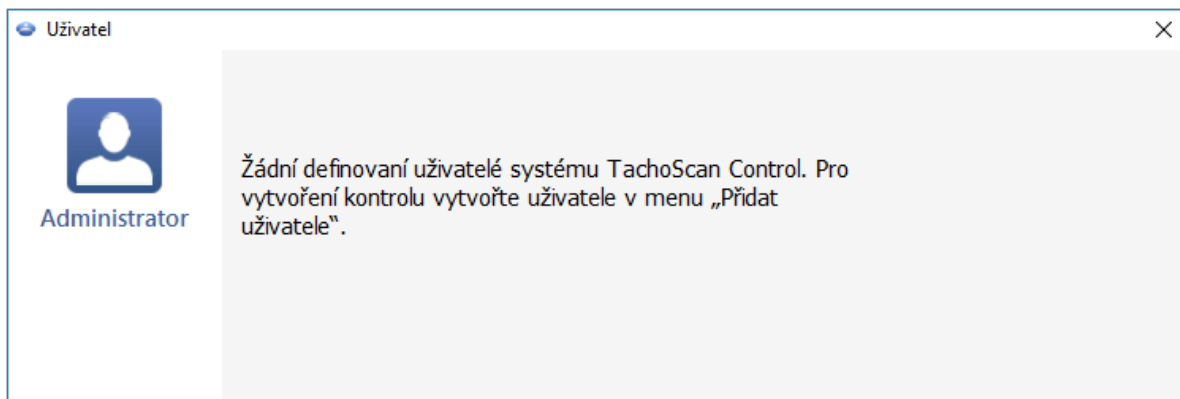 Uživatel
Žádní definovaní uživatelé systému TachoScan Control. Pro
vytvoření kontrolu vytvořte uživatele v menu „Přidat
uživatele“.
Administrator